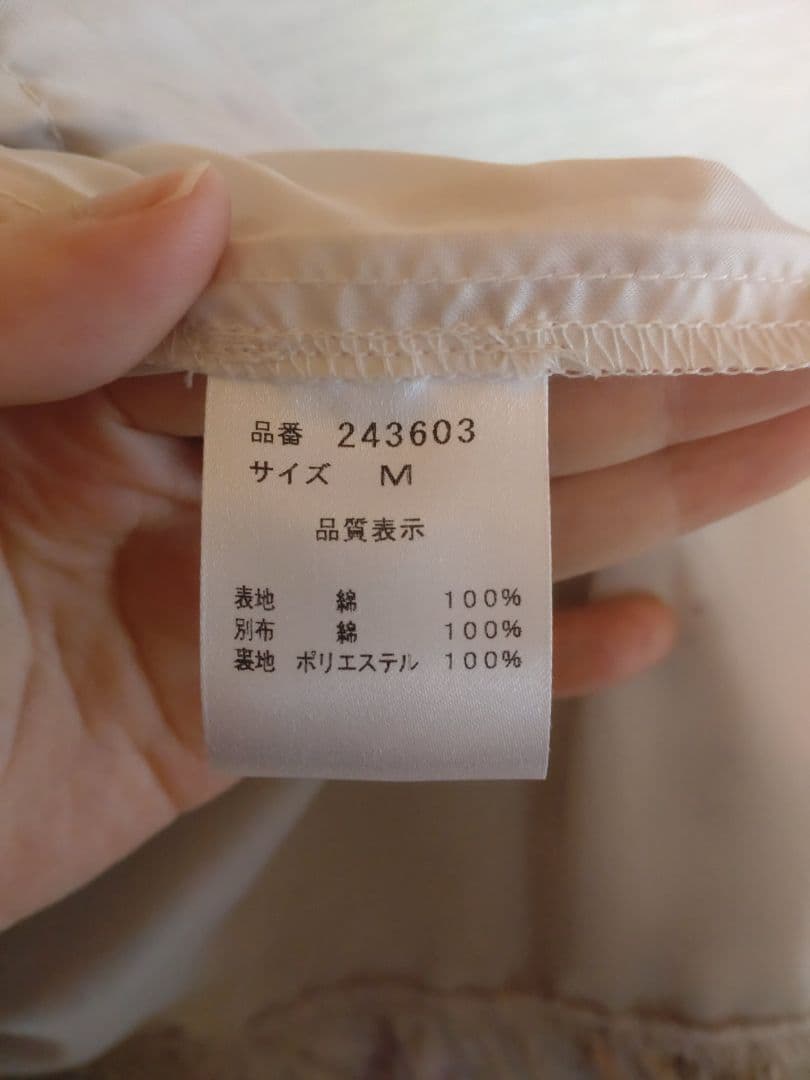 品番 243603
サイズ M
品質表示
表地 綿 100%
別布 綿 100%
裏地 ポリエステル 100%